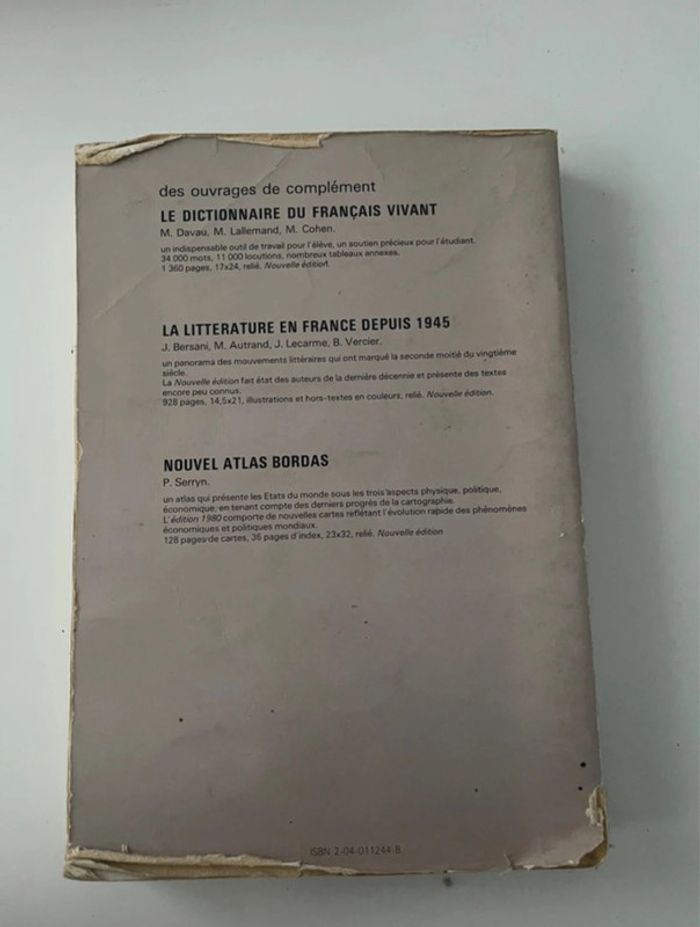 des ouvrages de complément
LE DICTIONNAIRE DU FRANÇAIS VIVANT
M. Davau, M. Lallemand, M. Cohen.
un indispensable outil de travail pour l'élève, un soutien précieux pour l'étudiant.
34 000 mots, 11 000 locutions, nombreux tableaux annexes.
1 360 pages, 17x24, relié. Nouvelle édition.
LA LITTERATURE EN FRANCE DEPUIS 1945
J. Bersani, M. Autrand, J. Lecarme, B. Vercier.
un panorama des mouvements littéraires qui ont marqué la seconde moitié du vingtième
siècle.
La Nouvelle édition fait état des auteurs de la dernière décennie et présente des textes
encore peu connus.
928 pages, 14,5x21, illustrations et hors-textes en couleurs, relié. Nouvelle édition.
NOUVEL ATLAS BORDAS
P. Serryn.
un atlas qui présente les Etats du monde sous les trois aspects physique, politique,
économique, en tenant compte des derniers progrès de la cartographie.
L'édition 1980 comporte de nouvelles cartes reflétant l'évolution rapide des phénomènes
économiques et politiques mondiaux.
128 pages de cartes, 36 pages d'index, 23x32, relié. Nouvelle édition
ISBN 2-04-011244-8